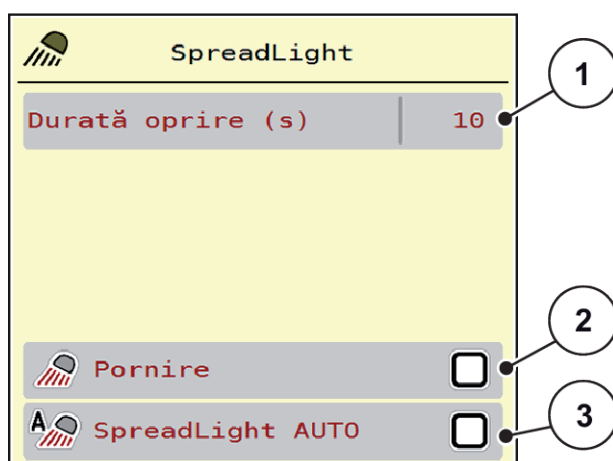 SpreadLight
1
Durată oprire (s) 10
2
Pornire
3
A
SpreadLight AUTO